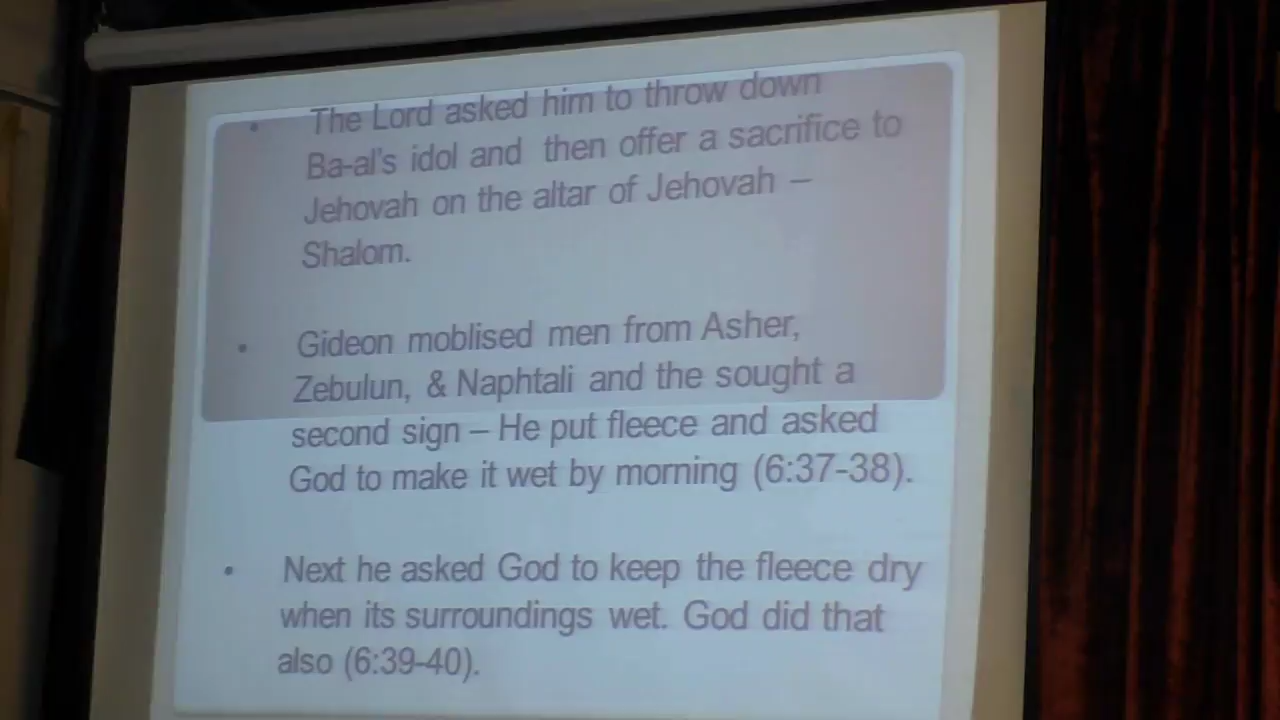 • The Lord asked him to throw down
Ba-al's idol and then offer a sacrifice to
Jehovah on the altar of Jehovah –
Shalom.
• Gideon moblised men from Asher,
Zebulun, & Naphtali and the sought a
second sign – He put fleece and asked
God to make it wet by morning (6:37-38).
• Next he asked God to keep the fleece dry
when its surroundings wet. God did that
also (6:39-40).